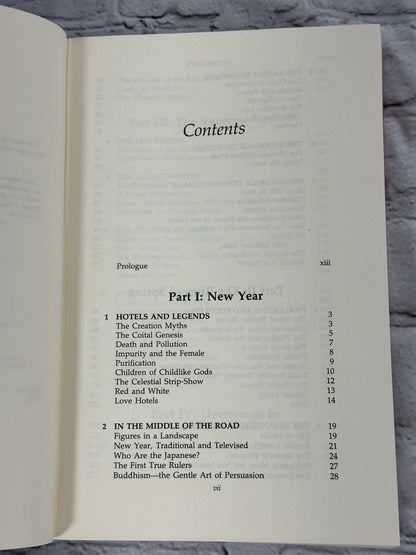 Contents
Prologue xiii
Part I: New Year
1 HOTELS AND LEGENDS 3
The Creation Myths 3
The Coital Genesis 5
Death and Pollution 7
Impurity and the Female 8
Purification 9
Children of Childlike Gods 10
The Celestial Strip-Show 12
Red and White 13
Love Hotels 14
2 IN THE MIDDLE OF THE ROAD 19
Figures in a Landscape 19
New Year, Traditional and Televised 21
Who Are the Japanese? 24
The First True Rulers 27
Buddhism—the Gentle Art of Persuasion 28
vii